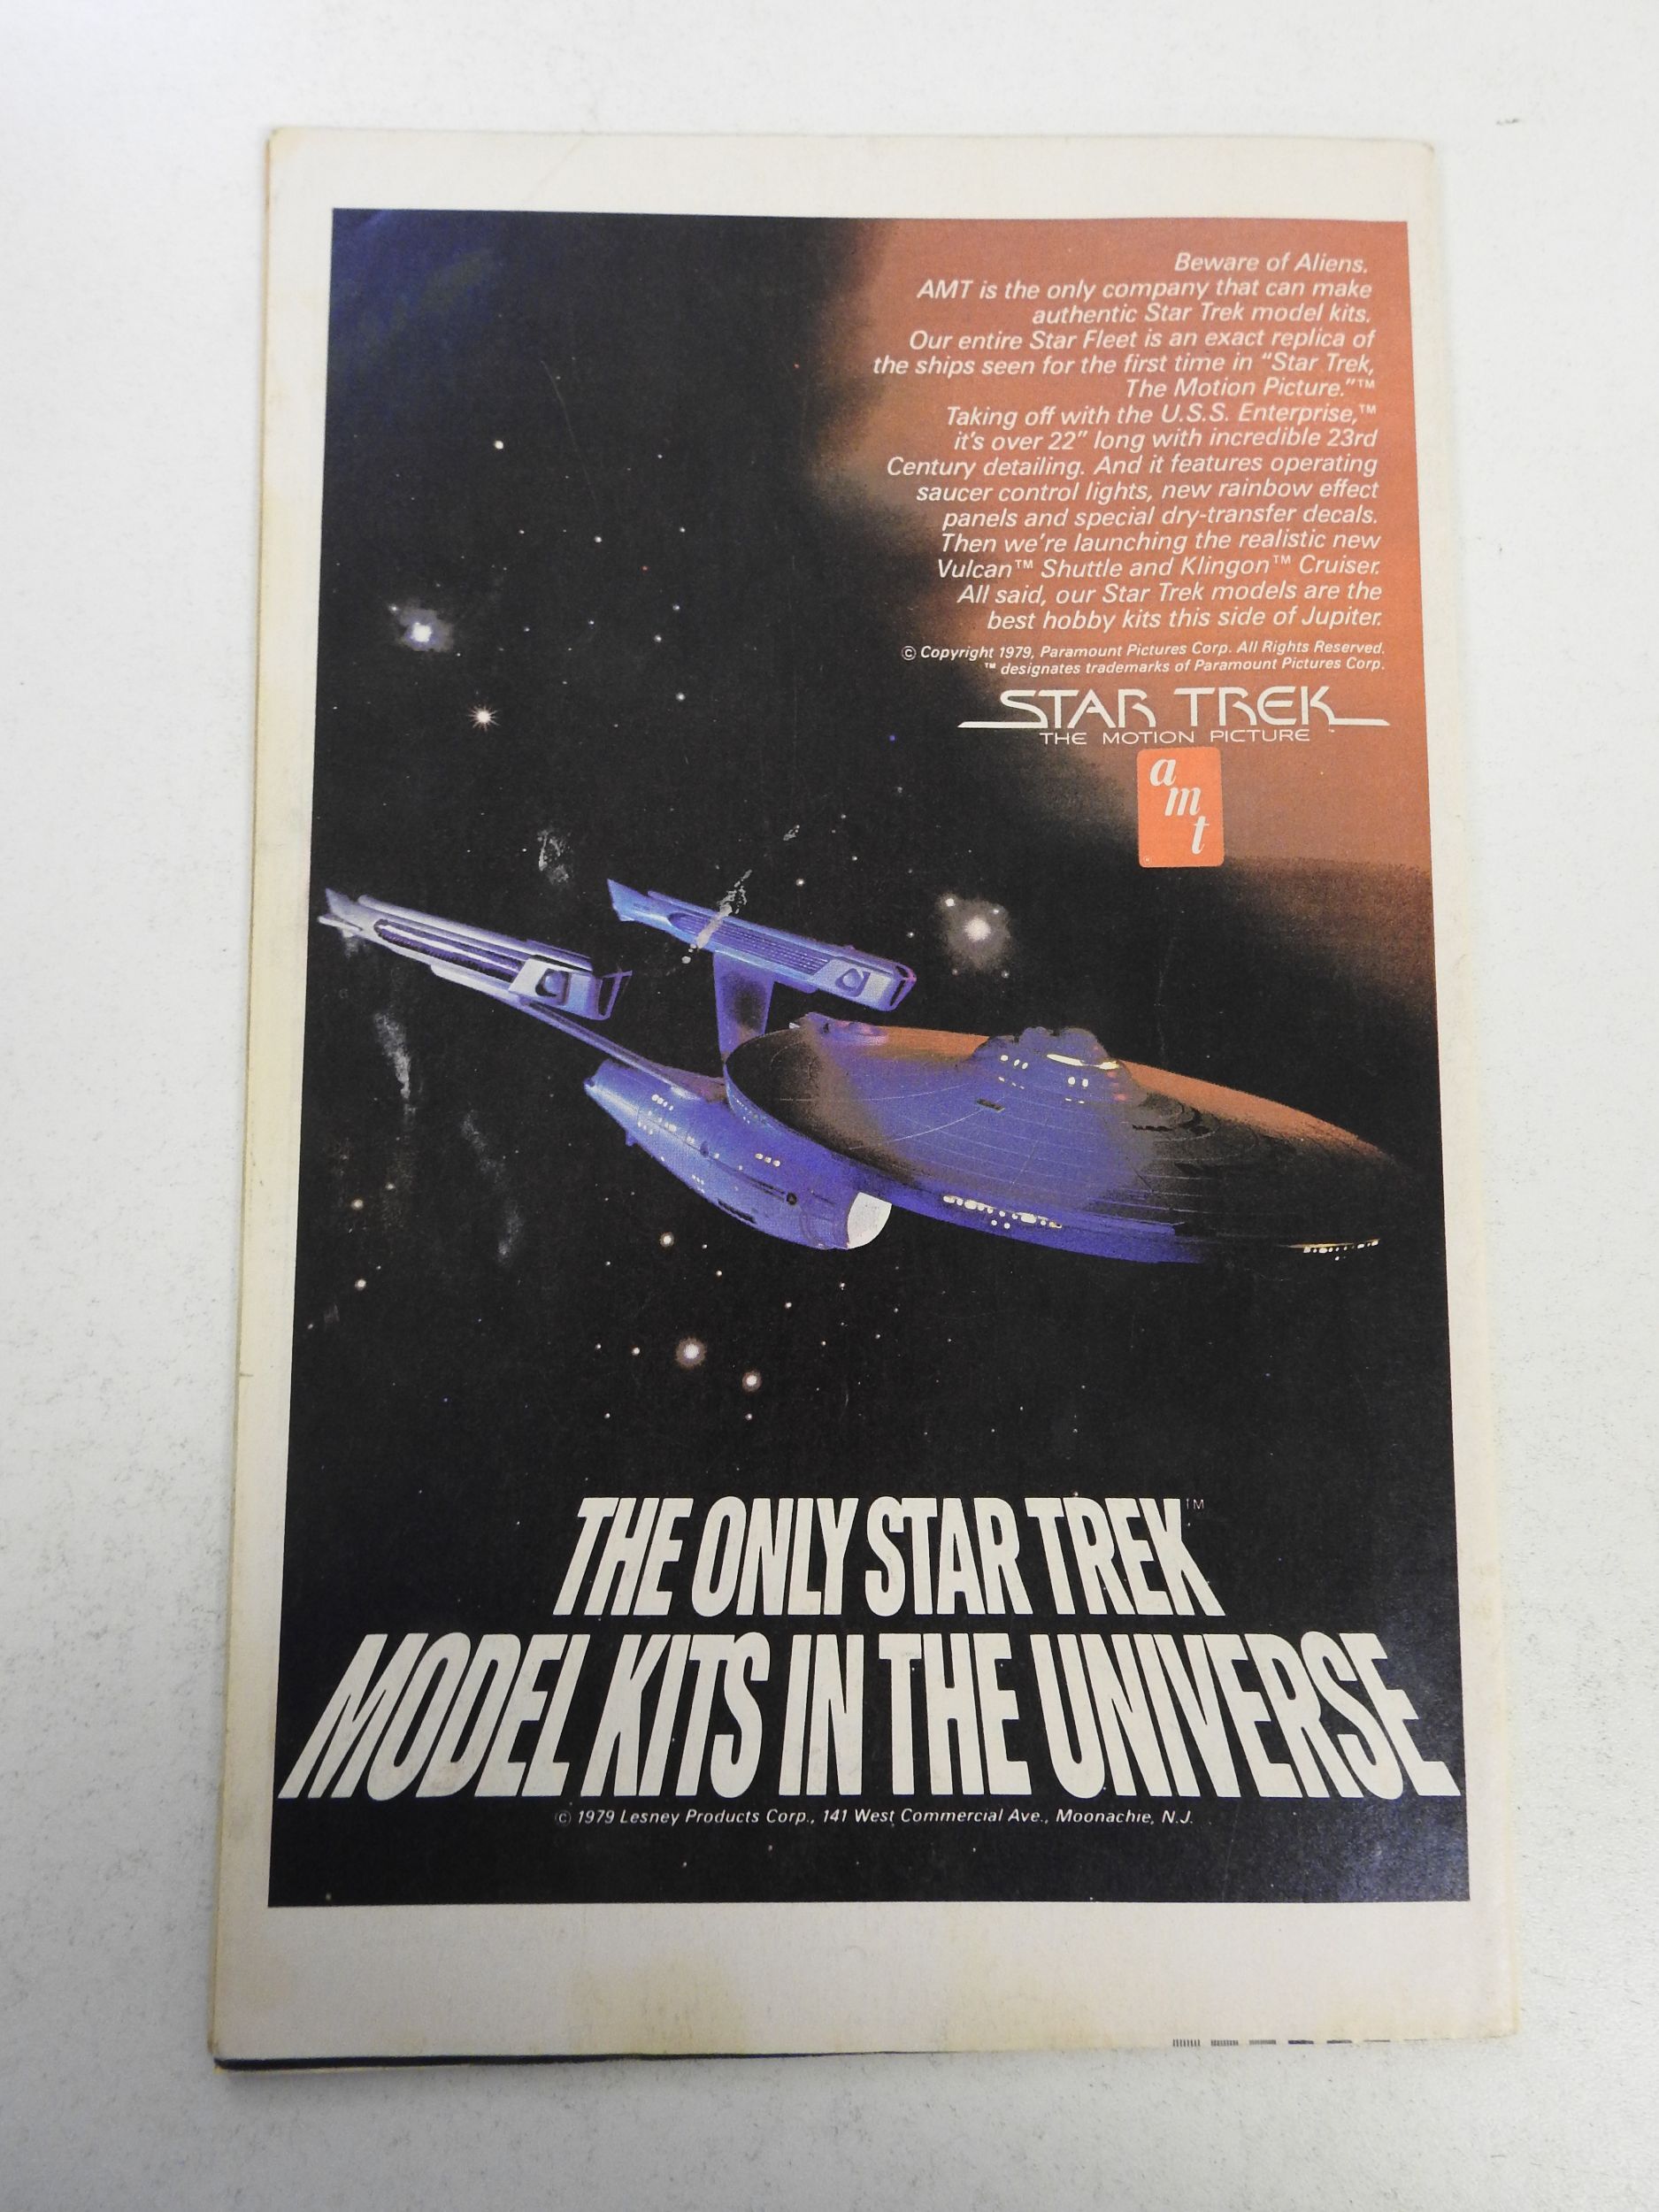 Beware of Aliens.
AMT is the only company that can make
authentic Star Trek model kits.
Our entire Star Fleet is an exact replica of
the ships seen for the first time in “Star Trek,
The Motion Picture.”™
Taking off with the U.S.S. Enterprise,™
it's over 22” long with incredible 23rd
Century detailing. And it features operating
saucer control lights, new rainbow effect
panels and special dry-transfer decals.
Then we're launching the realistic new
Vulcan™ Shuttle and Klingon™ Cruiser.
All said, our Star Trek models are the
best hobby kits this side of Jupiter.
© Copyright 1979, Paramount Pictures Corp. All Rights Reserved.
™ designates trademarks of Paramount Pictures Corp.
STAR TREK
THE MOTION PICTURE ™
amt
THE ONLY STAR TREK™
MODEL KITS IN THE UNIVERSE
© 1979 Lesney Products Corp., 141 West Commercial Ave., Moonachie, N.J.